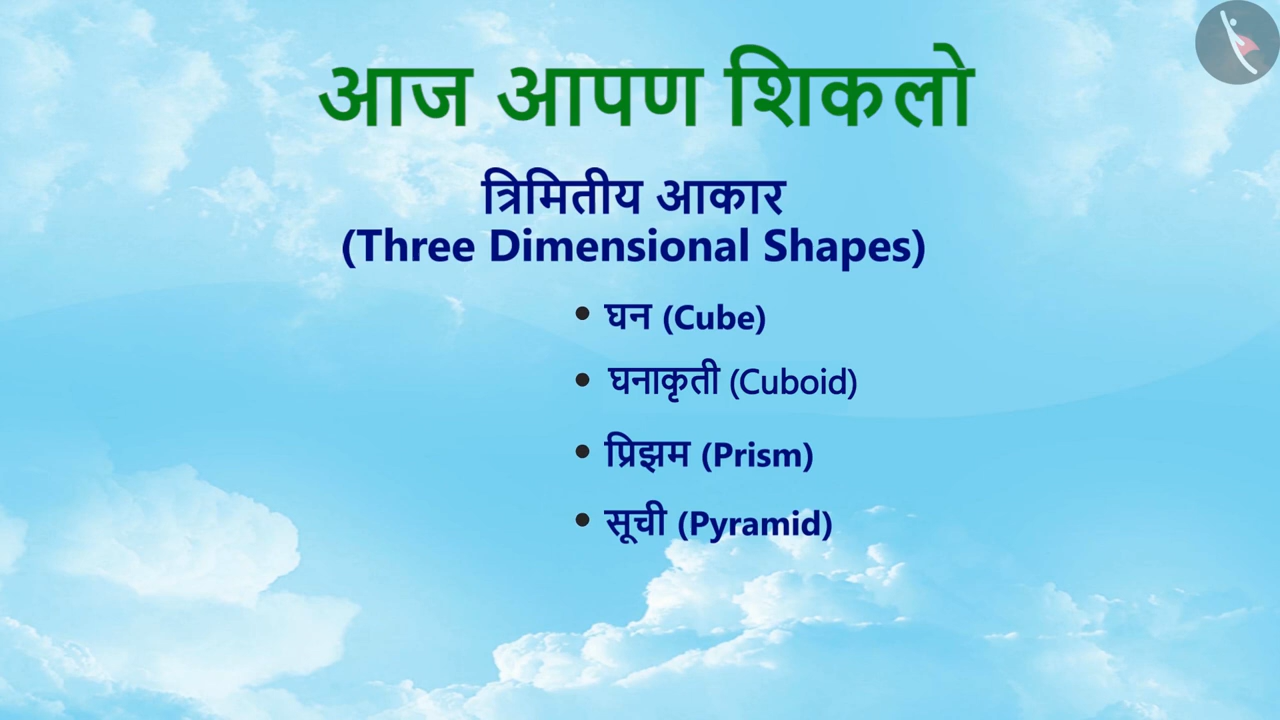 आज आपण शिकलो
त्रिमितीय आकार
(Three Dimensional Shapes)
• घन (Cube)
• घनाकृती (Cuboid)
• प्रिझम (Prism)
• सूची (Pyramid)